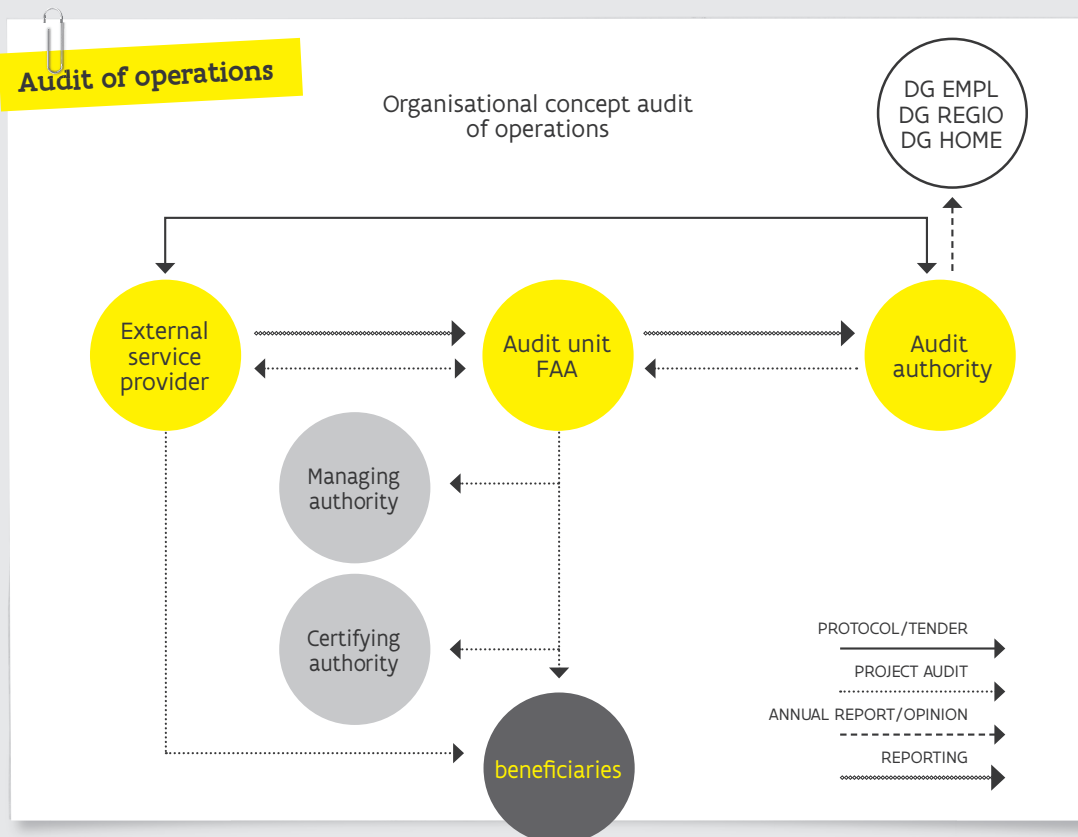 Audit of operations
Organisational concept audit
of operations
DG EMPL
DG REGIO
DG HOME
External
service
provider
Audit unit
FAA
Audit
authority
Managing
authority
Certifying
authority
beneficiaries
PROTOCOL/TENDER
PROJECT AUDIT
ANNUAL REPORT/OPINION
REPORTING